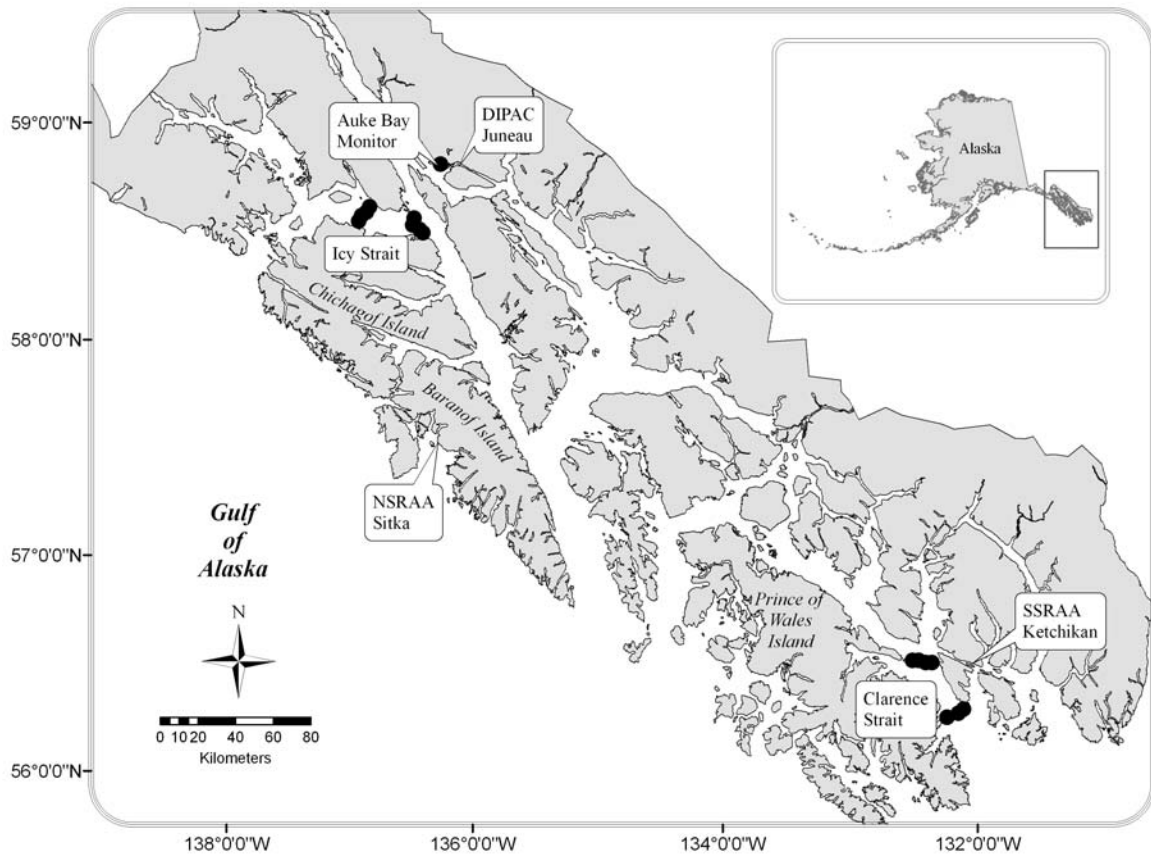 59°0'0"N
58°0'0"N
57°0'0"N
56°0'0"N
Auke Bay
Monitor
DIPAC
Juneau
Alaska
Icy Strait
Chichagof Island
Baranof Island
NSRAA
Sitka
Gulf
of
Alaska
N
Prince of
Wales
Island
SSRAA
Ketchikan
Clarence
Strait
0 10 20 40 60 80
Kilometers
138°0'0"W
136°0'0"W
134°0'0"W
132°0'0"W